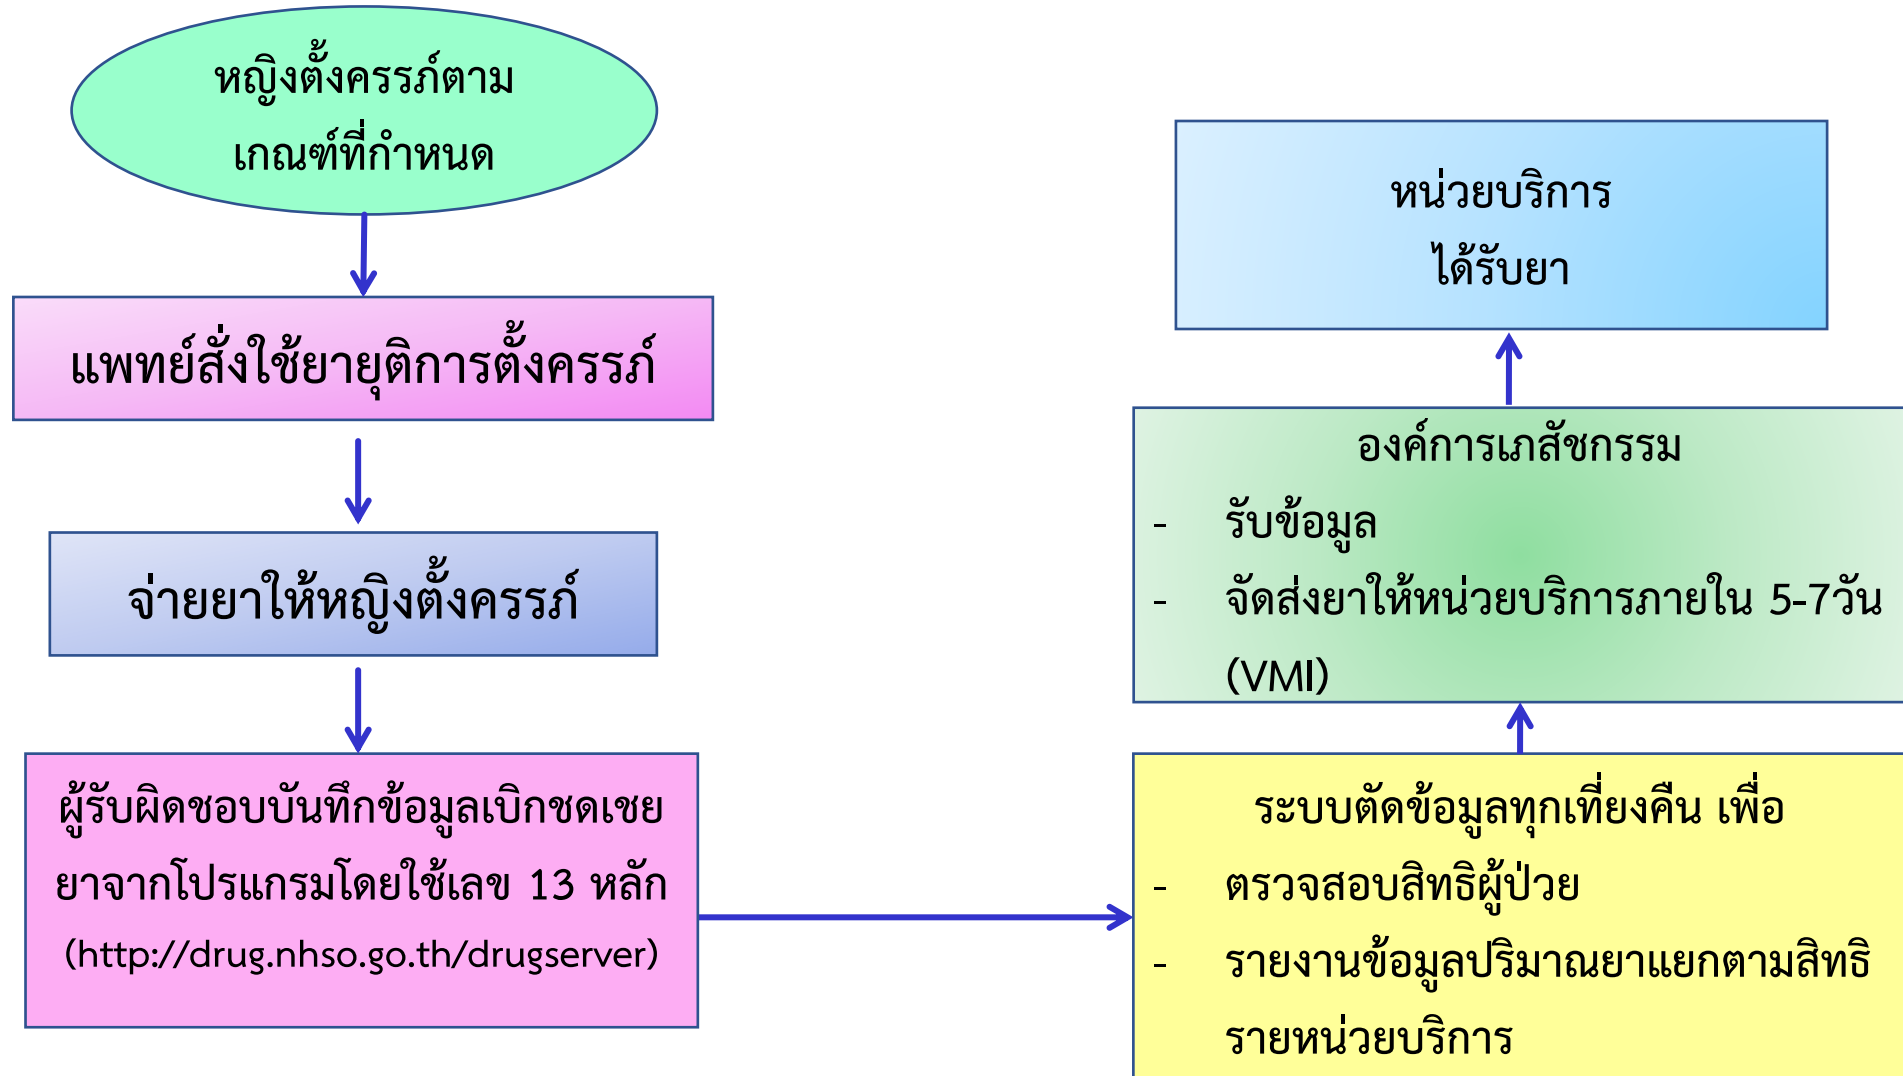 หญิงตั้งครรภ์ตาม
เกณฑ์ที่กำหนด
แพทย์สั่งใช้ยายุติการตั้งครรภ์
จ่ายยาให้หญิงตั้งครรภ์
ผู้รับผิดชอบบันทึกข้อมูลเบิกชดเชย
ยาจากโปรแกรมโดยใช้เลข 13 หลัก
(http://drug.nhso.go.th/drugserver)
ระบบตัดข้อมูลทุกเที่ยงคืน เพื่อ
- ตรวจสอบสิทธิผู้ป่วย
- รายงานข้อมูลปริมาณยาแยกตามสิทธิ
รายหน่วยบริการ
องค์การเภสัชกรรม
- รับข้อมูล
- จัดส่งยาให้หน่วยบริการภายใน 5-7วัน
(VMI)
หน่วยบริการ
ได้รับยา